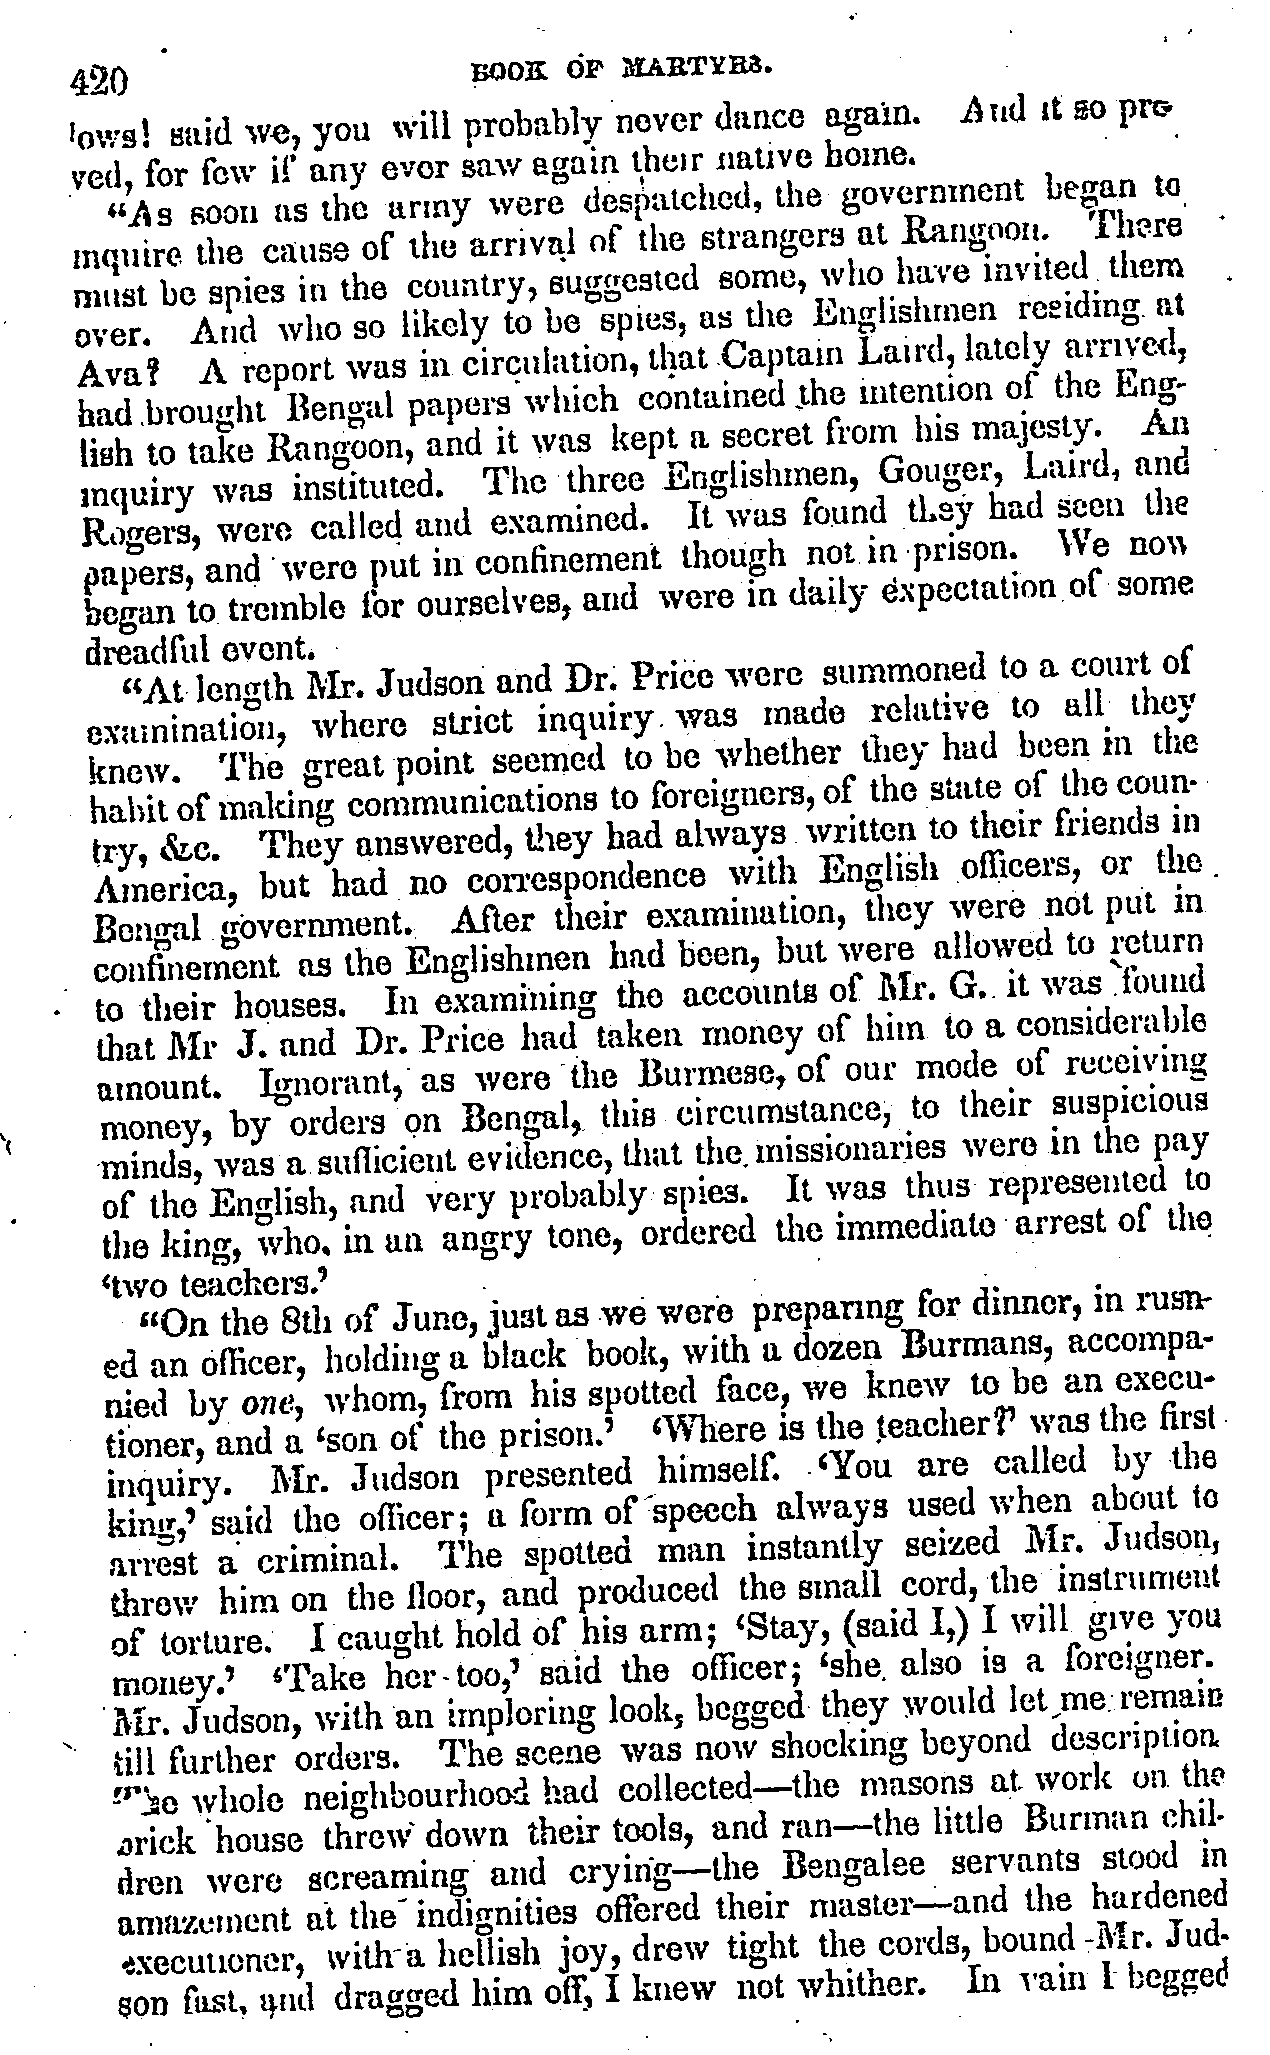 420
BOOK OF MARTYRS.
lows! said we, you will probably never dance again. And it so pro-
ved, for few if any ever saw again their native home.
“As soon as the army were despatched, the government began to
inquire the cause of the arrival of the strangers at Rangoon. There
must be spies in the country, suggested some, who have invited them
over. And who so likely to be spies, as the Englishmen residing at
Ava? A report was in circulation, that Captain Laird, lately arrived,
had brought Bengal papers which contained the intention of the Eng-
lish to take Rangoon, and it was kept a secret from his majesty. An
inquiry was instituted. The three Englishmen, Gouger, Laird, and
Rogers, were called and examined. It was found they had seen the
papers, and were put in confinement though not in prison. We now
began to tremble for ourselves, and were in daily expectation of some
dreadful event.
“At length Mr. Judson and Dr. Price were summoned to a court of
examination, where strict inquiry was made relative to all they
knew. The great point seemed to be whether they had been in the
habit of making communications to foreigners, of the state of the coun-
try, &c. They answered, they had always written to their friends in
America, but had no correspondence with English officers, or the
Bengal government. After their examination, they were not put in
confinement as the Englishmen had been, but were allowed to return
to their houses. In examining the accounts of Mr. G. it was found
that Mr J. and Dr. Price had taken money of him to a considerable
amount. Ignorant, as were the Burmese, of our mode of receiving
money, by orders on Bengal, this circumstance, to their suspicious
minds, was a sufficient evidence, that the missionaries were in the pay
of the English, and very probably spies. It was thus represented to
the king, who, in an angry tone, ordered the immediate arrest of the
‘two teachers.’
“On the 8th of June, just as we were preparing for dinner, in rush-
ed an officer, holding a black book, with a dozen Burmans, accompa-
nied by one, whom, from his spotted face, we knew to be an execu-
tioner, and a ‘son of the prison.’ ‘Where is the teacher?’ was the first
inquiry. Mr. Judson presented himself. ‘You are called by the
king,’ said the officer; a form of speech always used when about to
arrest a criminal. The spotted man instantly seized Mr. Judson,
threw him on the floor, and produced the small cord, the instrument
of torture. I caught hold of his arm; ‘Stay, (said I,) I will give you
money.’ ‘Take her too,’ said the officer; ‘she also is a foreigner.
Mr. Judson, with an imploring look, begged they would let me remain
till further orders. The scene was now shocking beyond description
The whole neighbourhood had collected—the masons at work on the
brick house threw down their tools, and ran—the little Burman chil-
dren were screaming and crying—the Bengalee servants stood in
amazement at the indignities offered their master—and the hardened
executioner, with a hellish joy, drew tight the cords, bound Mr. Jud-
son fast, and dragged him off, I knew not whither. In vain I begged